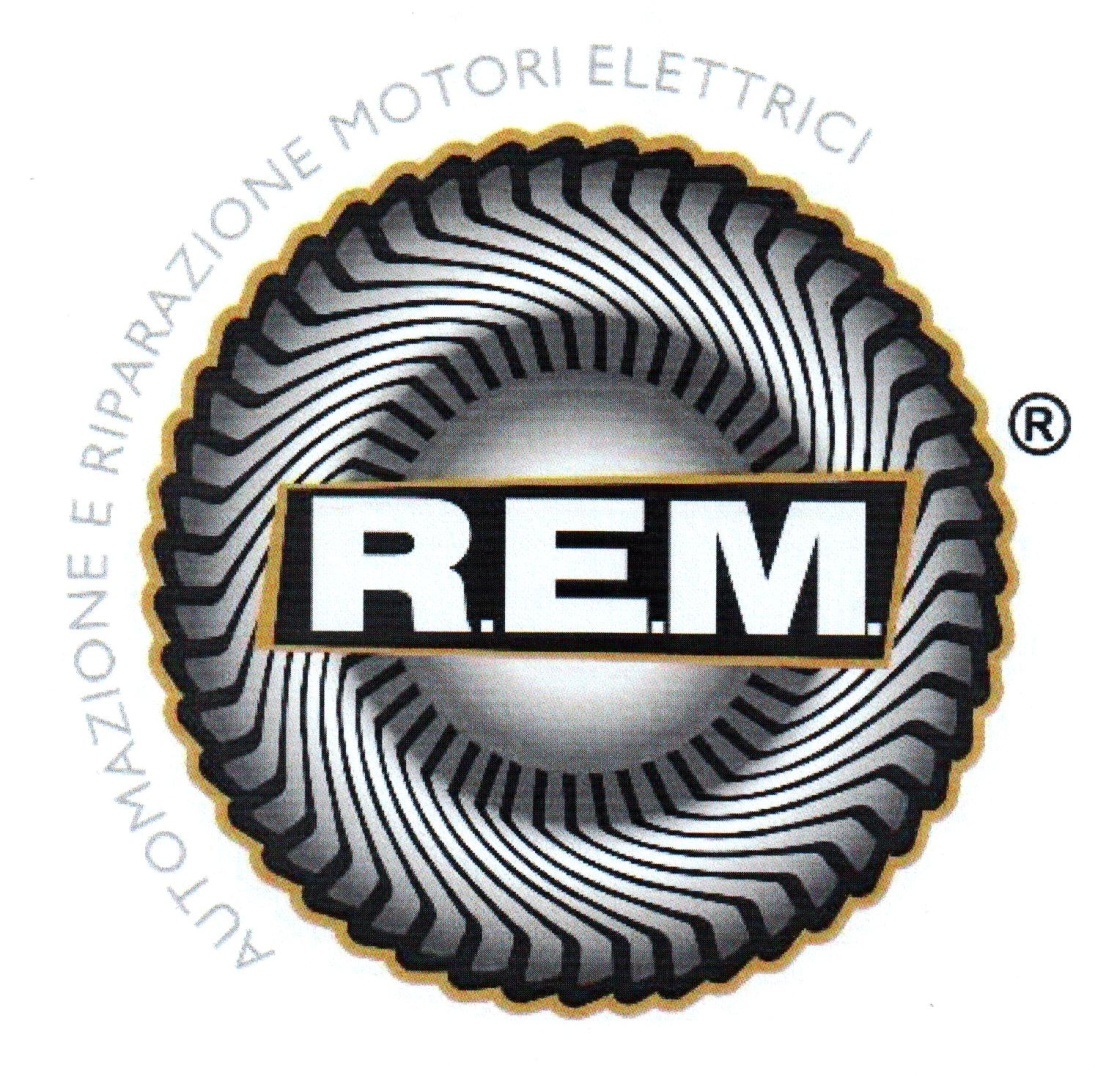 AUTOMAZIONE E RIPARAZIONE MOTORI ELETTRICI
R.E.M.
®